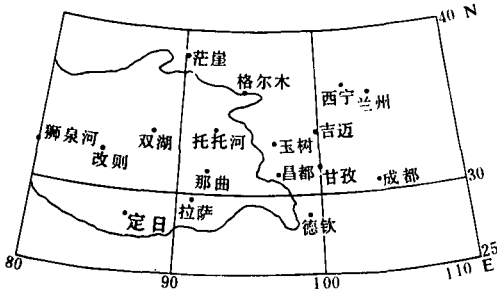 40 N
茫崖
格尔木
西宁
兰州
狮泉河
双湖
托托河
吉迈
玉树
改则
那曲
昌都
甘孜
成都
30
定日
拉萨
德钦
80
90
100
110 E
25